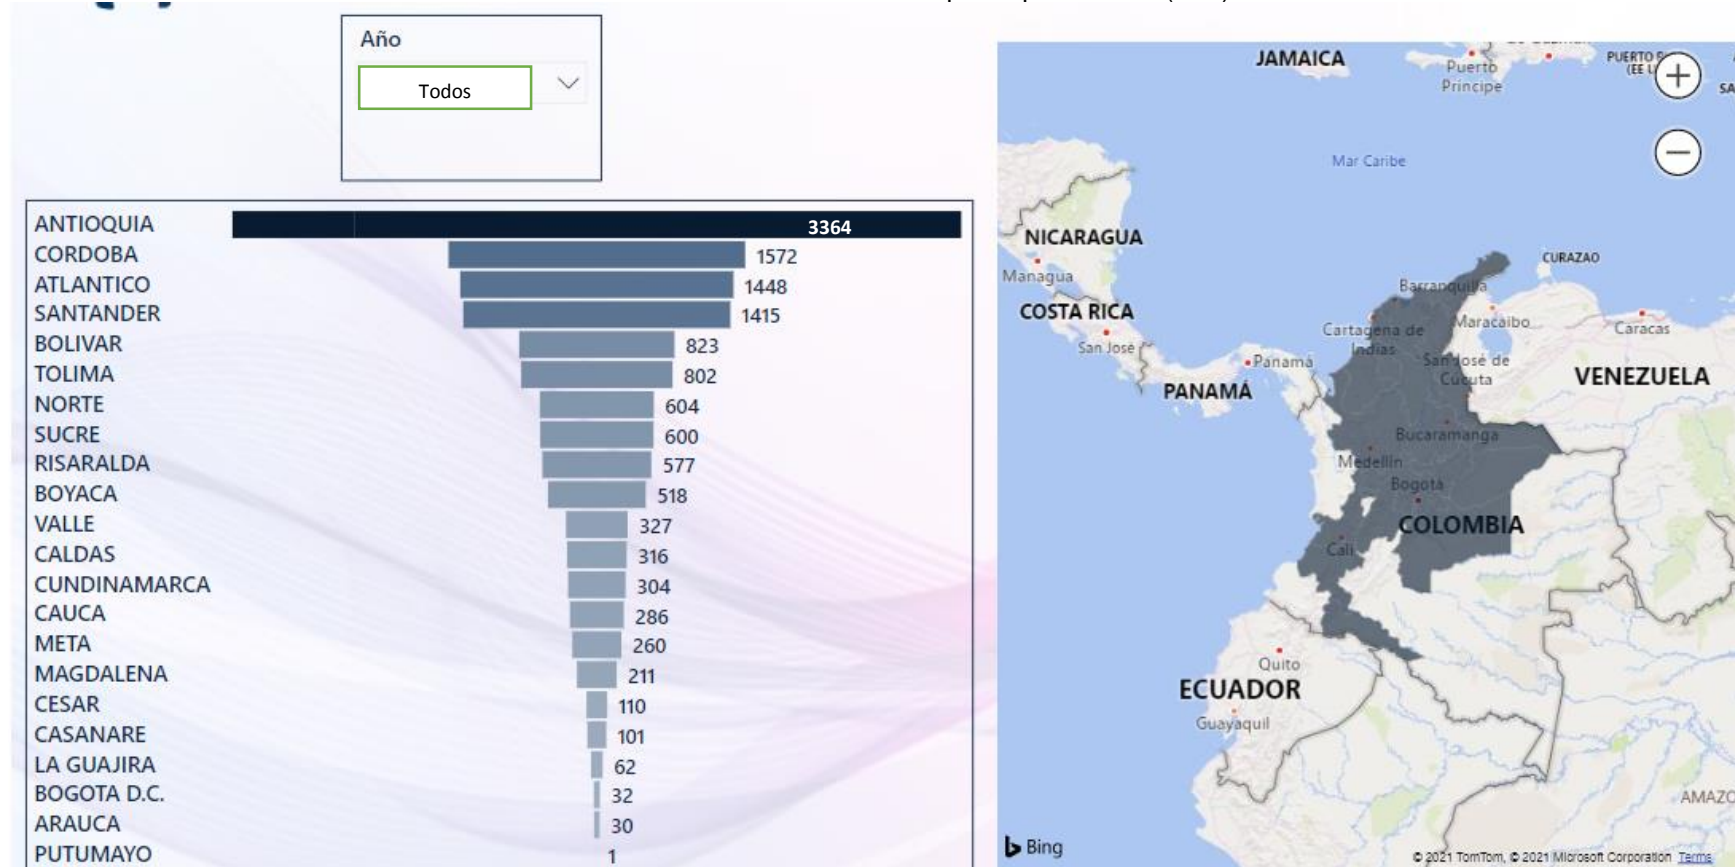 Año
Todos
ANTIOQUIA 3364
CORDOBA 1572
ATLANTICO 1448
SANTANDER 1415
BOLIVAR 823
TOLIMA 802
NORTE 604
SUCRE 600
RISARALDA 577
BOYACA 518
VALLE 327
CALDAS 316
CUNDINAMARCA 304
CAUCA 286
META 260
MAGDALENA 211
CESAR 110
CASANARE 101
LA GUAJIRA 62
BOGOTA D.C. 32
ARAUCA 30
PUTUMAYO 1
JAMAICA
Puerto
Príncipe
PUERTO
(EE U
Mar Caribe
NICARAGUA
Managua
CURAZAO
Barranquilla
COSTA RICA
San José
Cartagena de
Indias
Maracaibo
Caracas
Panamá
PANAMÁ
San José de
Cúcuta
VENEZUELA
Bucaramanga
Medellín
Bogotá
COLOMBIA
Cali
Quito
ECUADOR
Guayaquil
AMAZO
Bing
© 2021 TomTom, © 2021 Microsoft Corporation Terms